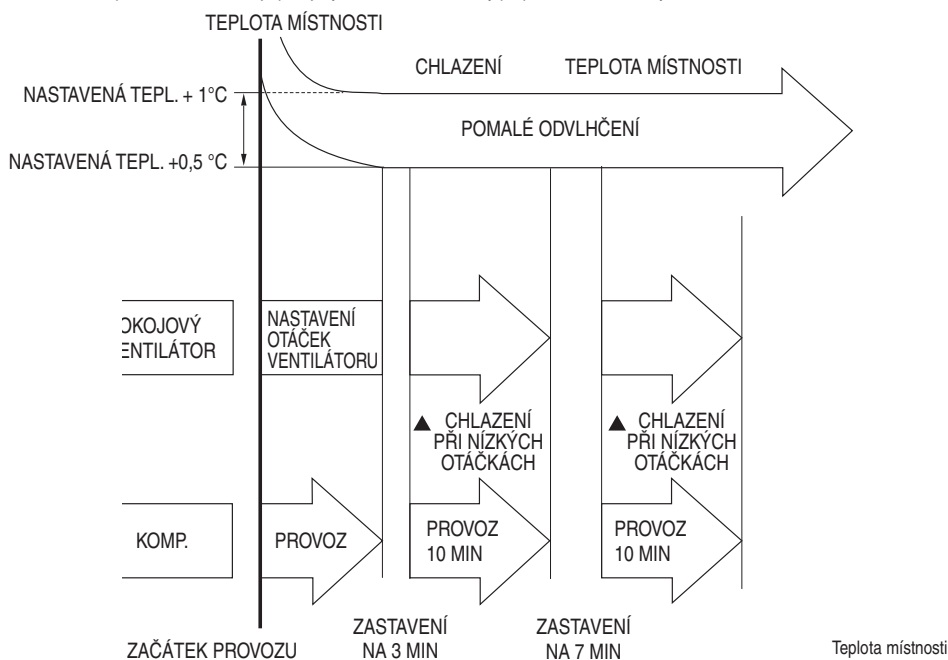 TEPLOTA MÍSTNOSTI
CHLAZENÍ
TEPLOTA MÍSTNOSTI
NASTAVENÁ TEPL. + 1°C
POMALÉ ODVLHČENÍ
NASTAVENÁ TEPL. +0,5 °C
OKOJOVÝ
ENTILÁTOR
NASTAVENÍ
OTÁČEK
VENTILÁTORU
▲ CHLAZENÍ
PŘI NÍZKÝCH
OTÁČKÁCH
▲ CHLAZENÍ
PŘI NÍZKÝCH
OTÁČKÁCH
KOMP.
PROVOZ
PROVOZ
10 MIN
PROVOZ
10 MIN
ZAČÁTEK PROVOZU
ZASTAVENÍ
NA 3 MIN
ZASTAVENÍ
NA 7 MIN
Teplota místnosti